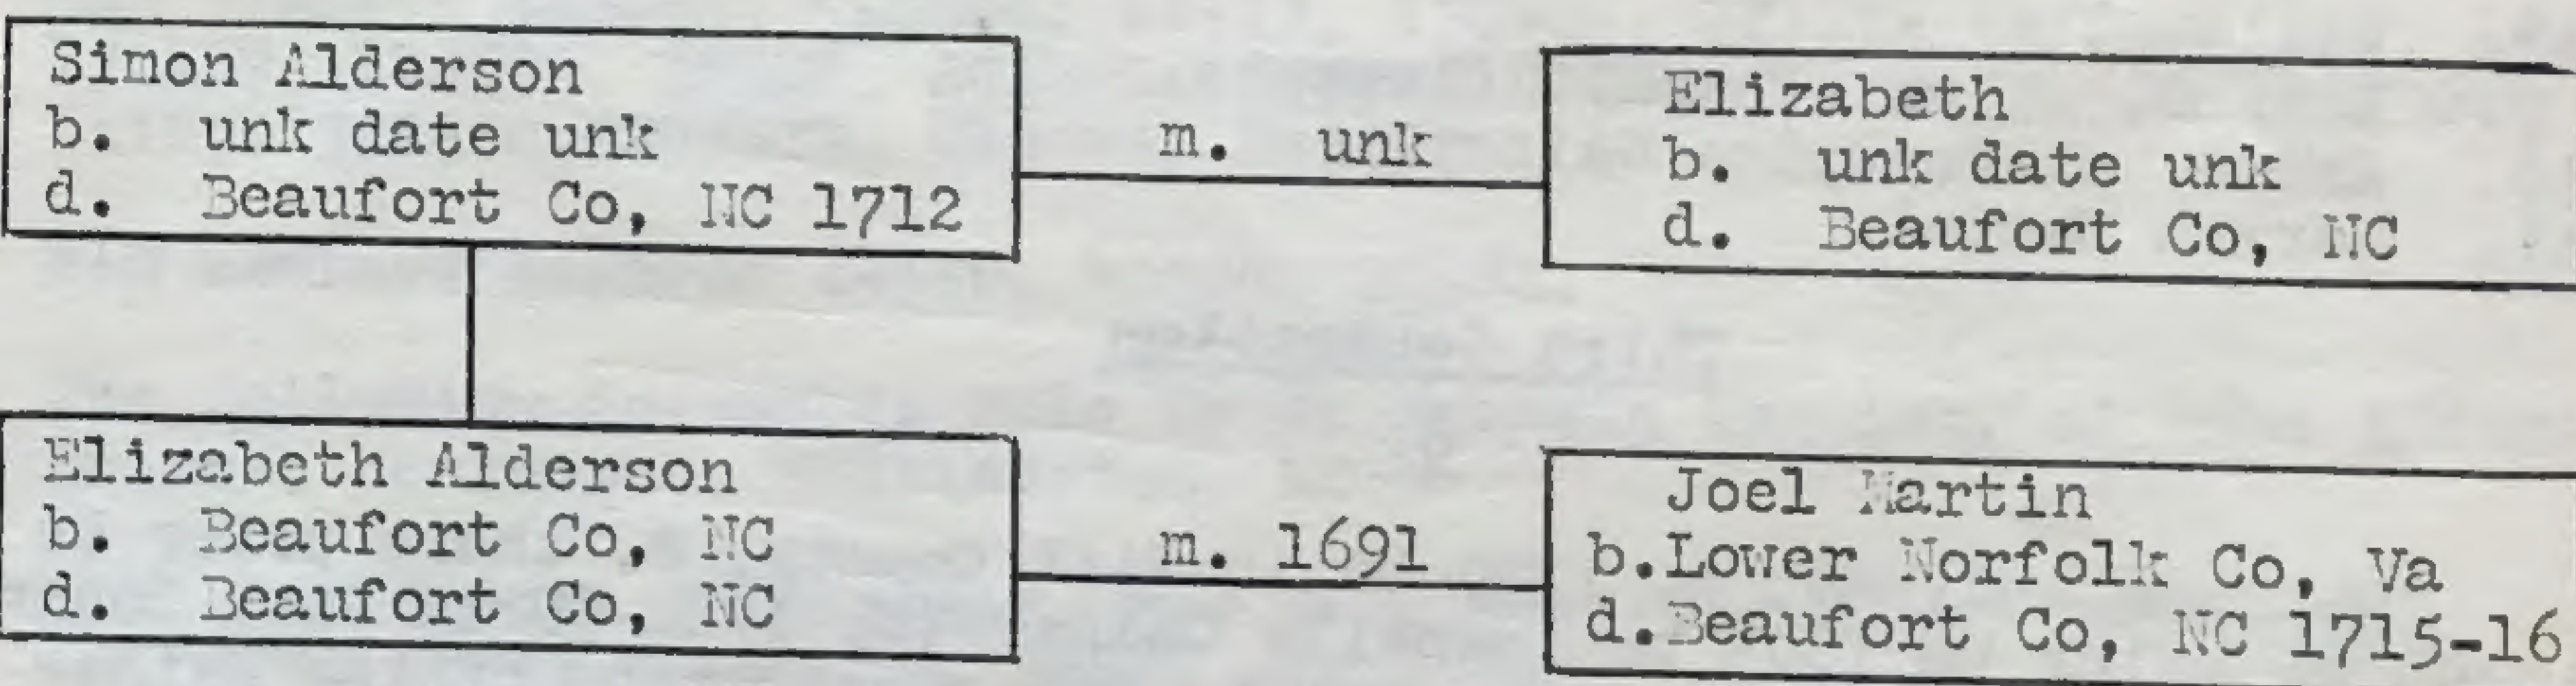 Simon Alderson
b. unk date unk
d. Beaufort Co, NC 1712
m. unk
Elizabeth
b. unk date unk
d. Beaufort Co, NC
Elizabeth Alderson
b. Beaufort Co, NC
d. Beaufort Co, NC
m. 1691
Joel Martin
b.Lower Norfolk Co, Va
d.Beaufort Co, NC 1715-16